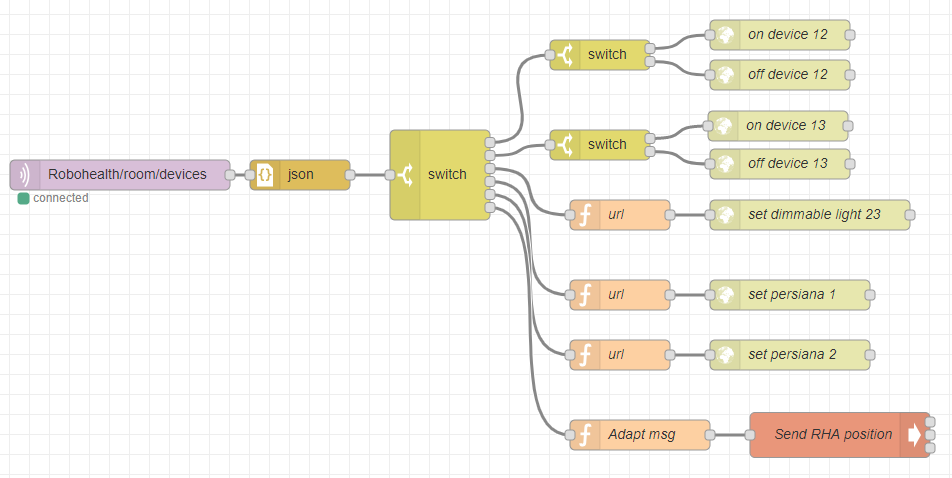 on device 12
switch
off device 12
on device 13
switch
off device 13
Robohealth/room/devices
json
switch
connected
url
set dimmable light 23
url
set persiana 1
url
set persiana 2
Adapt msg
Send RHA position